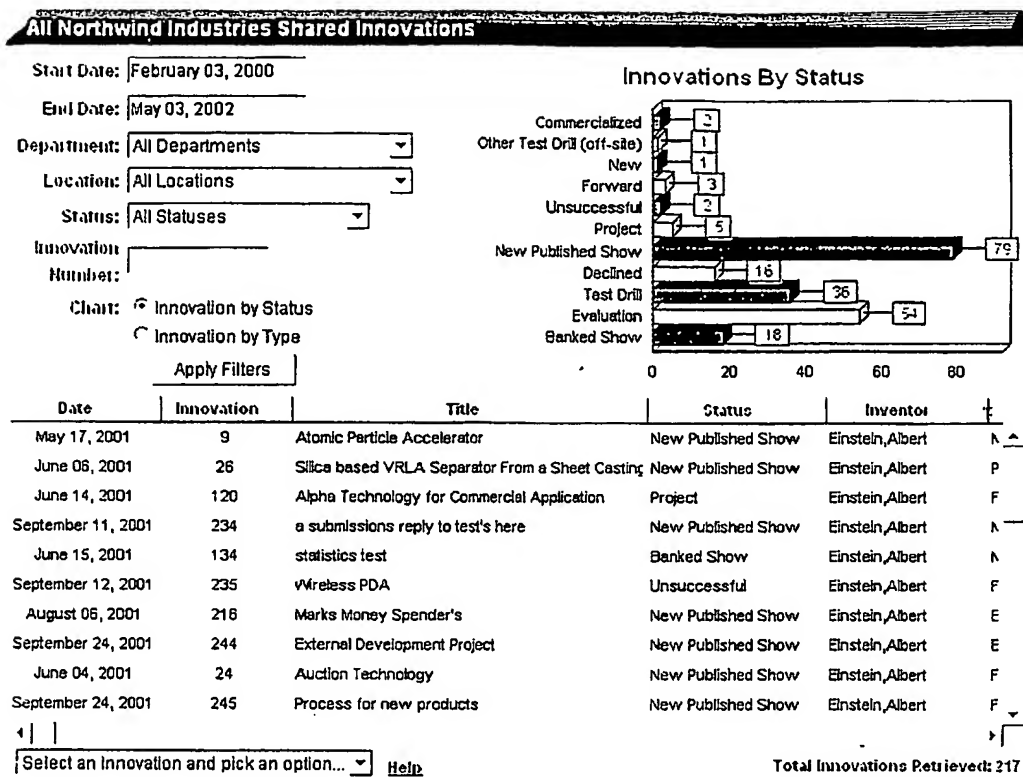 All Northwind Industries Shared Innovations
Start Date: February 03, 2000
End Date: May 03, 2002
Department: All Departments
Location: All Locations
Status: All Statuses
Innovation Number:
Chart: Innovation by Status
Innovation by Type
Apply Filters
Innovations By Status
Commercialized 2
Other Test Drill (off-site) 1
New 1
Forward 3
Unsuccessful 2
Project 5
New Published Show 79
Declined 16
Test Drill 36
Evaluation 54
Banked Show 18
0 20 40 60 80
Date Innovation Title Status Inventor
May 17, 2001 9 Atomic Particle Accelerator New Published Show Einstein,Albert
June 06, 2001 26 Silica based VRLA Separator From a Sheet Casting New Published Show Einstein,Albert P
June 14, 2001 120 Alpha Technology for Commercial Application Project Einstein,Albert F
September 11, 2001 234 a submissions reply to test's here New Published Show Einstein,Albert
June 15, 2001 134 statistics test Banked Show Einstein,Albert
September 12, 2001 235 Wireless PDA Unsuccessful Einstein,Albert F
August 06, 2001 216 Marks Money Spender's New Published Show Einstein,Albert E
September 24, 2001 244 External Development Project New Published Show Einstein,Albert E
June 04, 2001 24 Auction Technology New Published Show Einstein,Albert F
September 24, 2001 245 Process for new products New Published Show Einstein,Albert F
Select an Innovation and pick an option... Help
Total Innovations Retrieved: 217